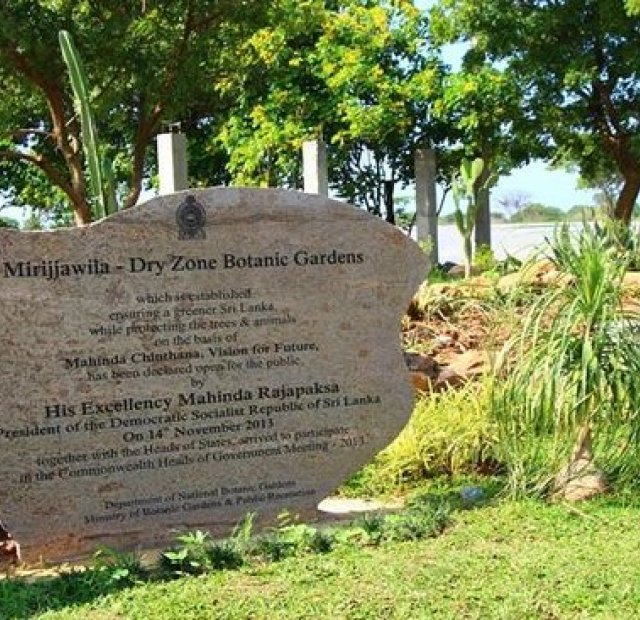 Mirijjawila - Dry Zone Botanic Gardens
which is established
ensuring a greener Sri Lanka,
while protecting the trees & animals
on the basis of
Mahinda Chinthana, Vision for Future,
has been declared open for the public
by
His Excellency Mahinda Rajapaksa
President of the Democratic Socialist Republic of Sri Lanka
On 14th November 2013
together with the Heads of States, arrived to participate
in the Commonwealth Heads of Government Meeting - 2013.
Department of National Botanic Gardens
Ministry of Botanic Gardens & Public Recreation